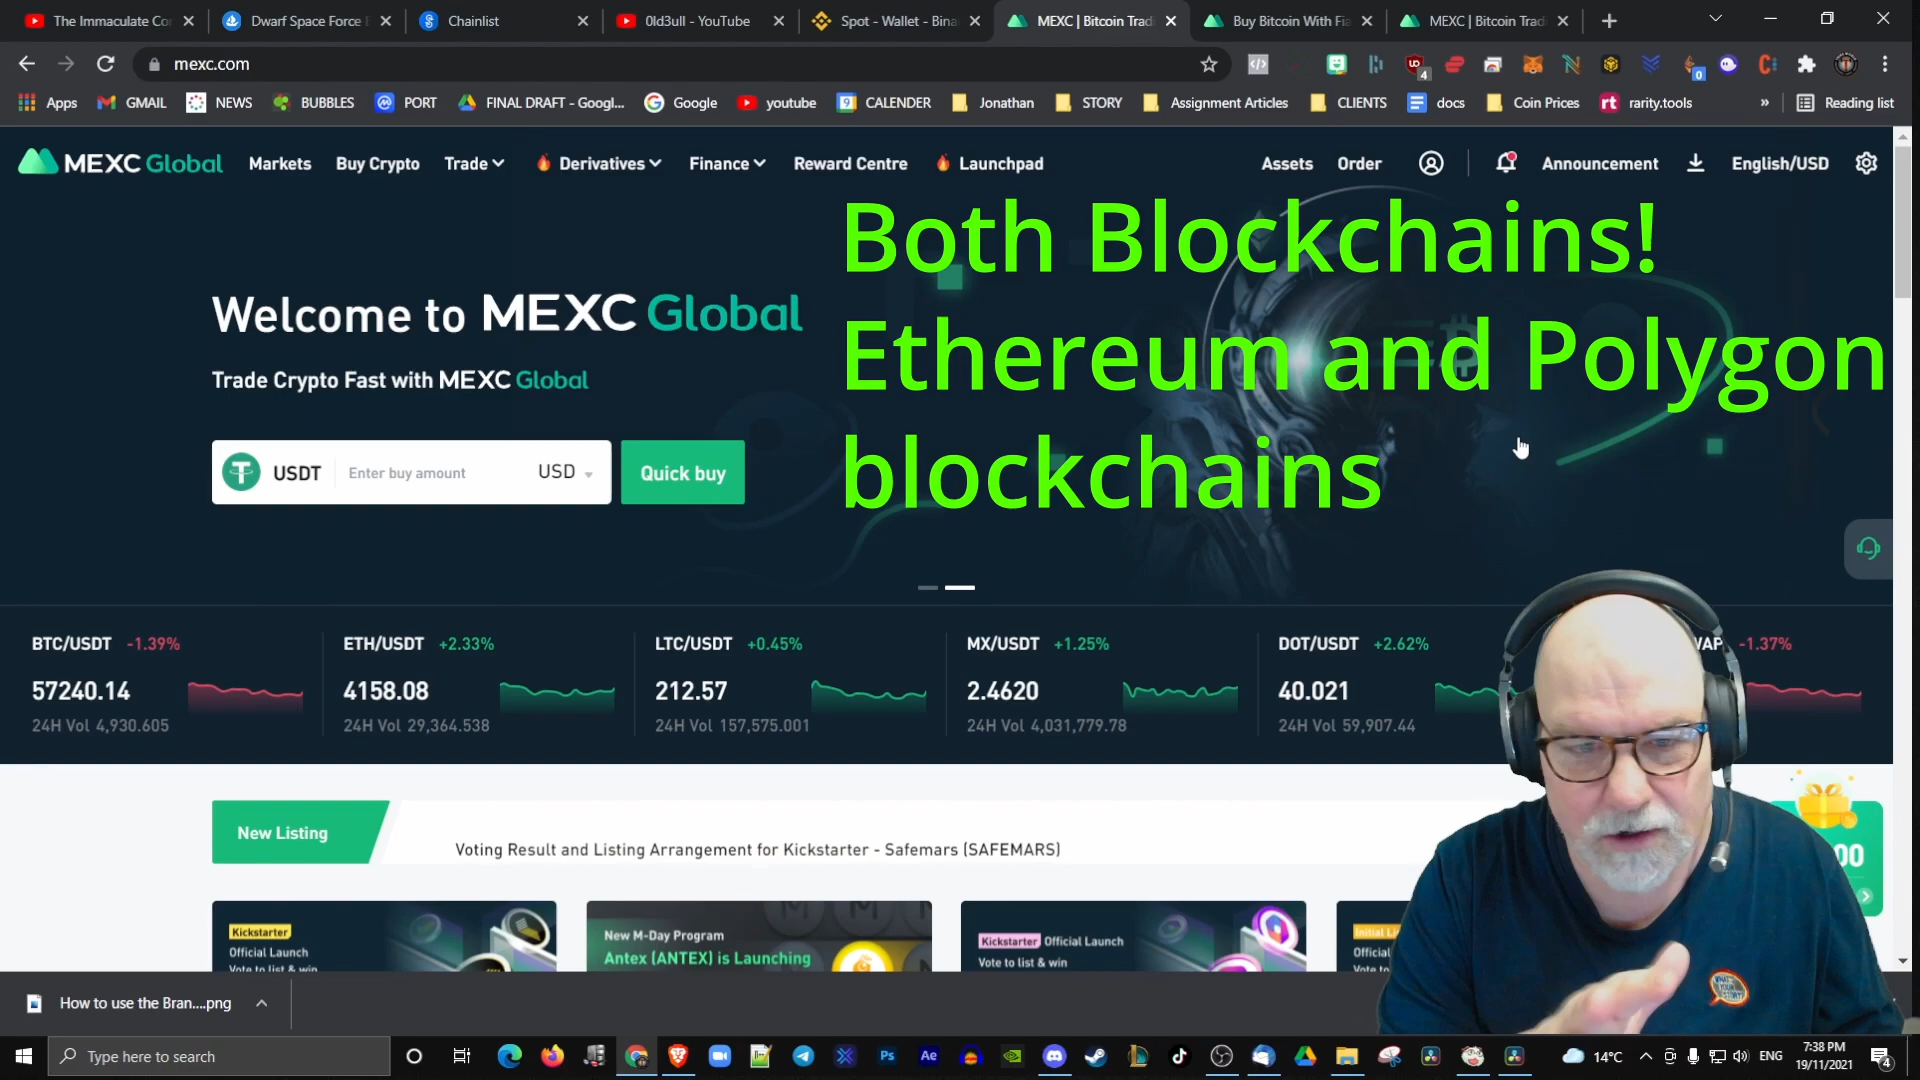 The Immaculate Co
Dwarf Space Force
Chainlist
0ld3ull - YouTube
Spot - Wallet - Bina
MEXC | Bitcoin Trad
Buy Bitcoin With Fi
MEXC | Bitcoin Trad
mexc.com
Apps
GMAIL
NEWS
BUBBLES
PORT
FINAL DRAFT - Googl...
Google
youtube
CALENDER
Jonathan
STORY
Assignment Articles
CLIENTS
docs
Coin Prices
rarity.tools
»
Reading list
MEXC Global
Markets
Buy Crypto
Trade
Derivatives
Finance
Reward Centre
Launchpad
Assets
Order
Announcement
English/USD
Both Blockchains!
Ethereum and Polygon
blockchains
Welcome to MEXC Global
Trade Crypto Fast with MEXC Global
USDT
Enter buy amount
USD
Quick buy
BTC/USDT -1.39%
57240.14
24H Vol 4,930.605
ETH/USDT +2.33%
4158.08
24H Vol 29,364.538
LTC/USDT +0.45%
212.57
24H Vol 157,575.001
MX/USDT +1.25%
2.4620
24H Vol 4,031,779.78
DOT/USDT +2.62%
40.021
24H Vol 59,907.44
-1.37%
New Listing
Voting Result and Listing Arrangement for Kickstarter - Safemars (SAFEMARS)
00
Kickstarter
Official Launch
Vote to list & win
New M-Day Program
Antex (ANTEX) is Launching
Kickstarter Official Launch
Vote to list & win
How to use the Bran....png
Type here to search
14°C
ENG
7:38 PM
19/11/2021